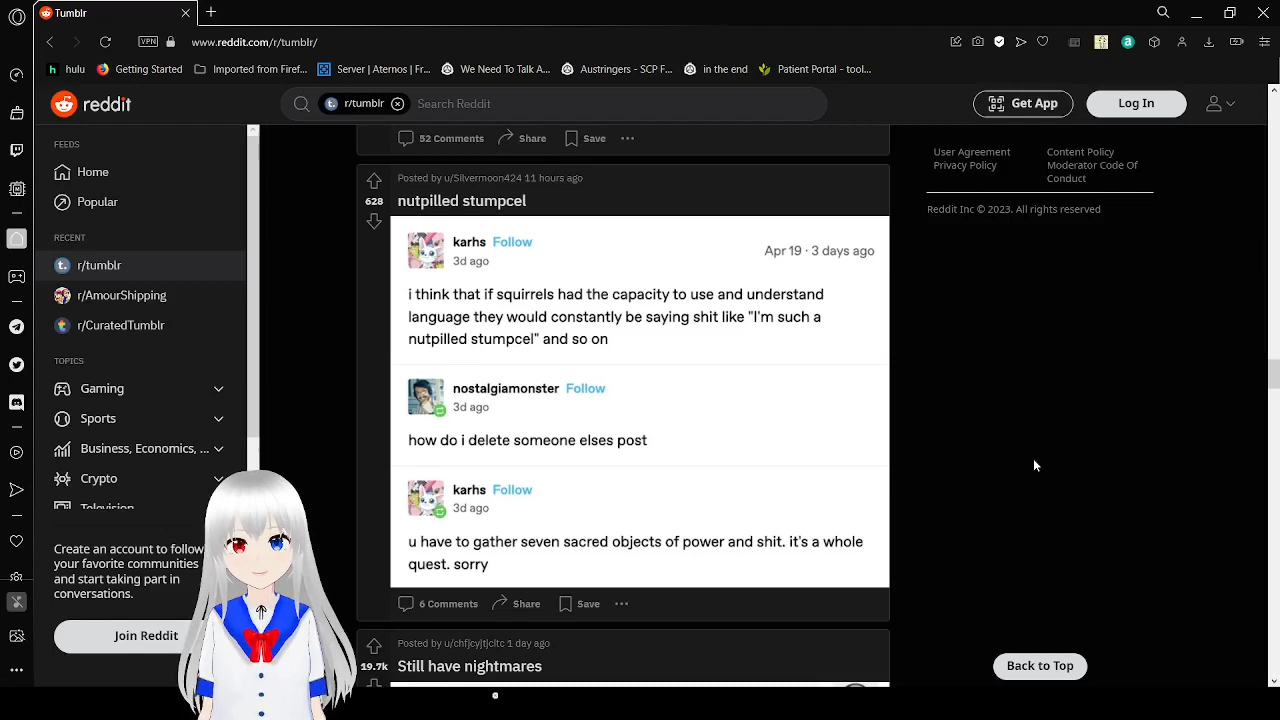 Tumblr
VPN
www.reddit.com/r/tumblr/
hulu
Getting Started
Imported from Firef...
Server | Aternos | Fr...
We Need To Talk A...
Austringers - SCP F...
in the end
Patient Portal - tool...
reddit
r/tumblr
Search Reddit
Get App
Log In
FEEDS
Home
Popular
RECENT
r/tumblr
r/AmourShipping
r/CuratedTumblr
TOPICS
Gaming
Sports
Business, Economics, ...
Crypto
Television
Create an account to follow
your favorite communities
and start taking part in
conversations.
Join Reddit
52 Comments
Share
Save
Posted by u/Silvermoon424 11 hours ago
628
nutpilled stumpcel
karhs Follow
3d ago
Apr 19 · 3 days ago
i think that if squirrels had the capacity to use and understand
language they would constantly be saying shit like "I'm such a
nutpilled stumpcel" and so on
nostalgiamonster Follow
3d ago
how do i delete someone elses post
karhs Follow
3d ago
u have to gather seven sacred objects of power and shit. it's a whole
quest. sorry
6 Comments
Share
Save
Posted by u/chfjcyjtjcitc 1 day ago
19.7k
Still have nightmares
User Agreement
Privacy Policy
Content Policy
Moderator Code Of
Conduct
Reddit Inc © 2023. All rights reserved
Back to Top